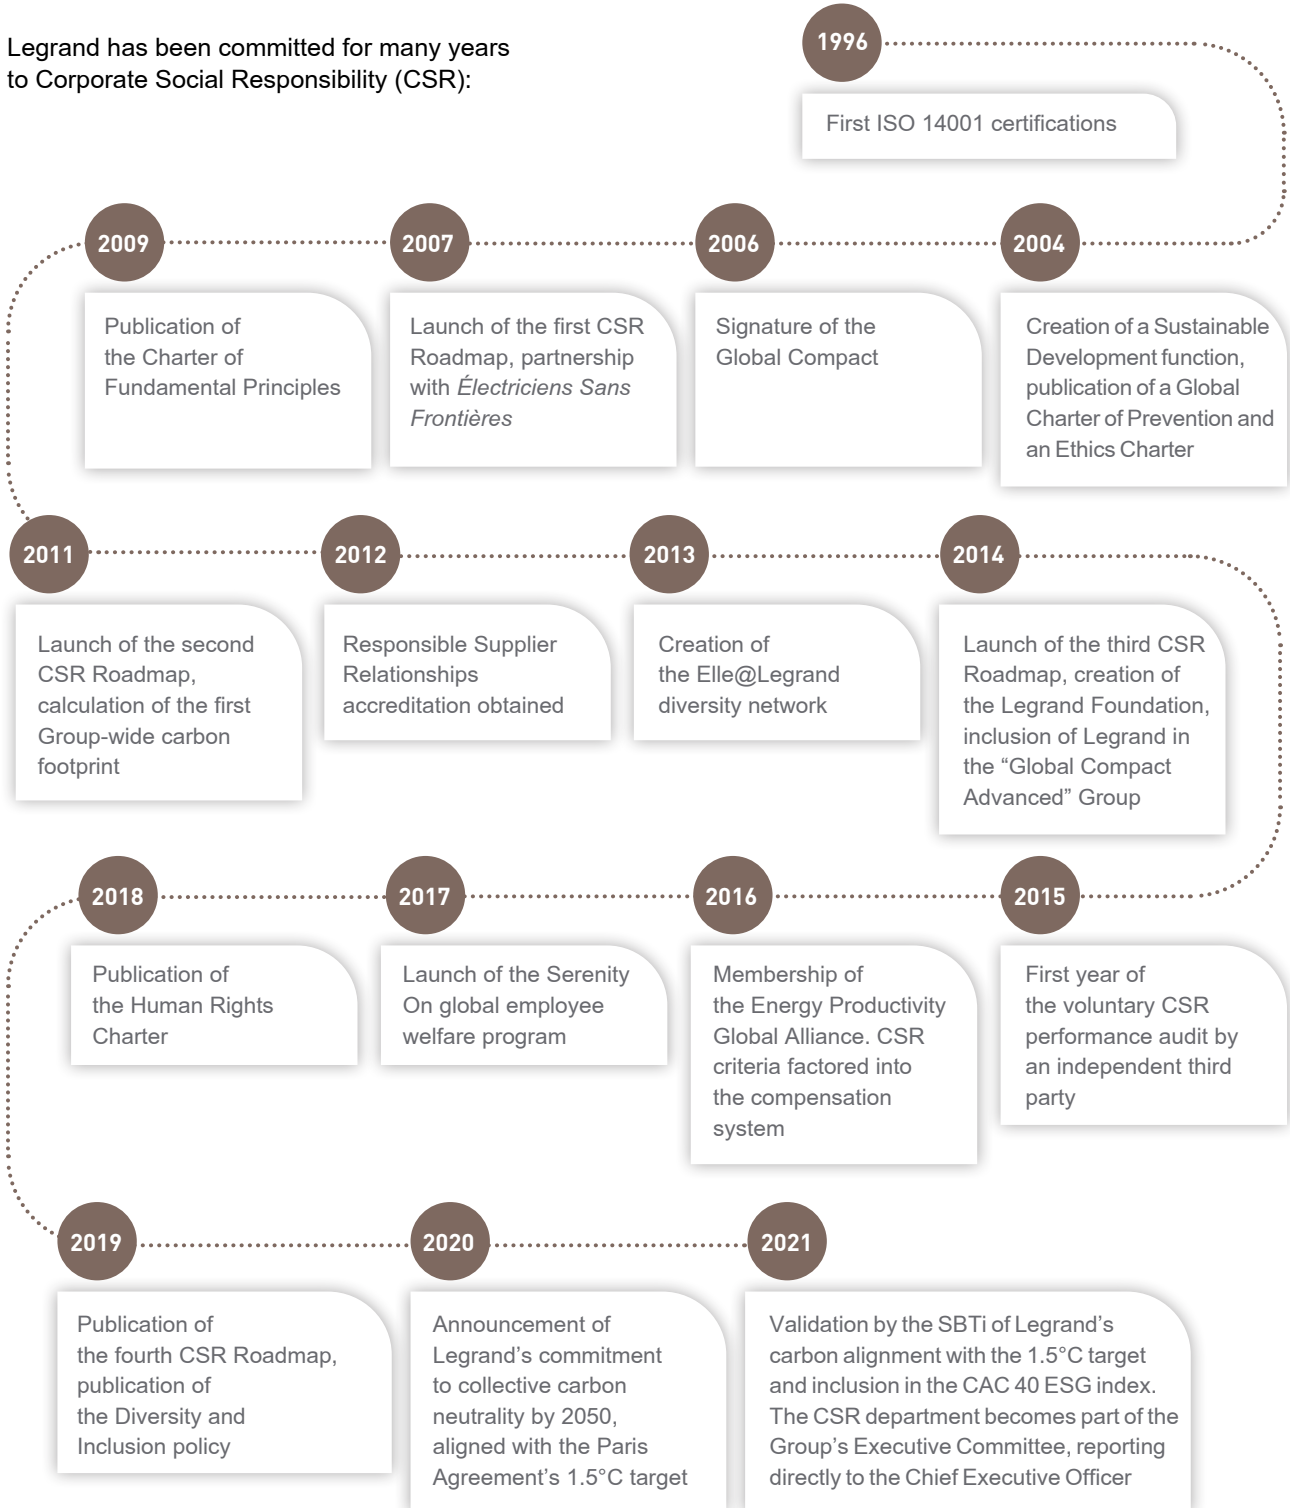 Legrand has been committed for many years
to Corporate Social Responsibility (CSR):
1996
First ISO 14001 certifications
2004
Creation of a Sustainable
Development function,
publication of a Global
Charter of Prevention and
an Ethics Charter
2006
Signature of the
Global Compact
2007
Launch of the first CSR
Roadmap, partnership
with Électriciens Sans
Frontières
2009
Publication of
the Charter of
Fundamental Principles
2011
Launch of the second
CSR Roadmap,
calculation of the first
Group-wide carbon
footprint
2012
Responsible Supplier
Relationships
accreditation obtained
2013
Creation of
the Elle@Legrand
diversity network
2014
Launch of the third CSR
Roadmap, creation of
the Legrand Foundation,
inclusion of Legrand in
the “Global Compact
Advanced” Group
2015
First year of
the voluntary CSR
performance audit by
an independent third
party
2016
Membership of
the Energy Productivity
Global Alliance. CSR
criteria factored into
the compensation
system
2017
Launch of the Serenity
On global employee
welfare program
2018
Publication of
the Human Rights
Charter
2019
Publication of
the fourth CSR Roadmap,
publication of
the Diversity and
Inclusion policy
2020
Announcement of
Legrand’s commitment
to collective carbon
neutrality by 2050,
aligned with the Paris
Agreement’s 1.5°C target
2021
Validation by the SBTi of Legrand’s
carbon alignment with the 1.5°C target
and inclusion in the CAC 40 ESG index.
The CSR department becomes part of the
Group’s Executive Committee, reporting
directly to the Chief Executive Officer